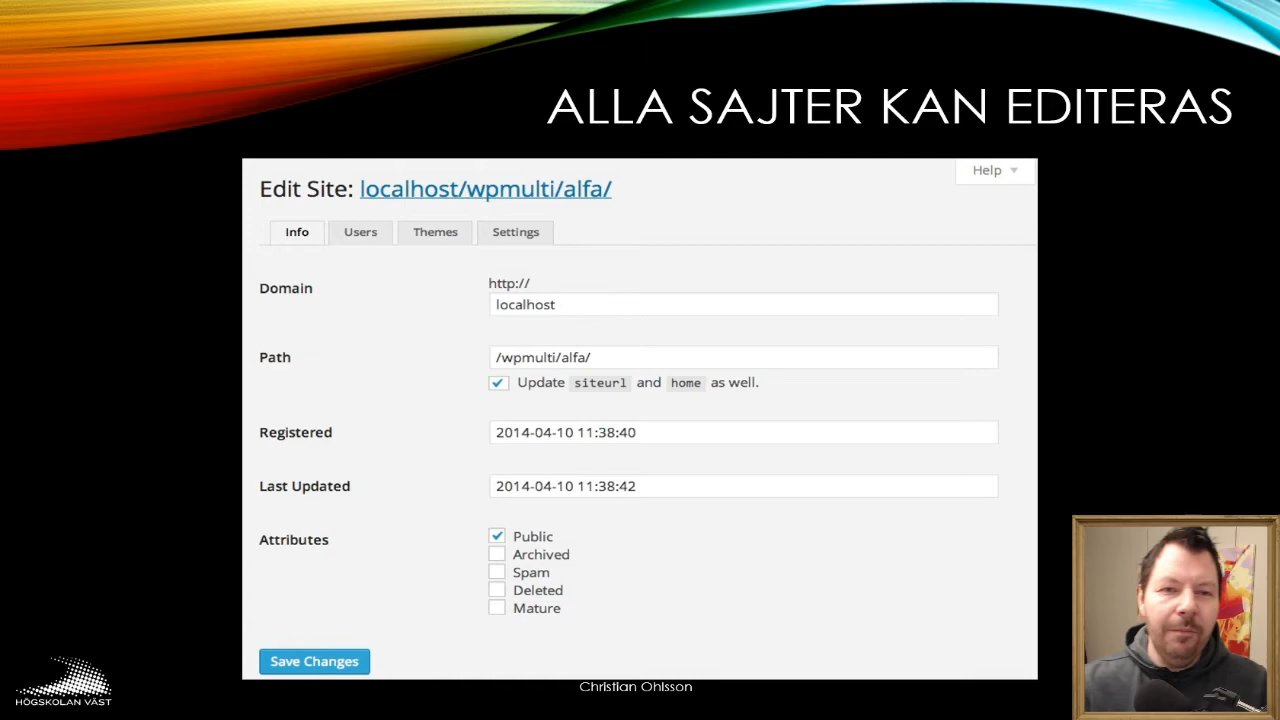 ALLA SAJTER KAN EDITERAS
Help
Edit Site: localhost/wpmulti/alfa/
Info Users Themes Settings
Domain
http://
localhost
Path
/wpmulti/alfa/
Update siteurl and home as well.
Registered
2014-04-10 11:38:40
Last Updated
2014-04-10 11:38:42
Attributes
Public
Archived
Spam
Deleted
Mature
Save Changes
Christian Ohlsson
HÖGSKOLAN VÄST